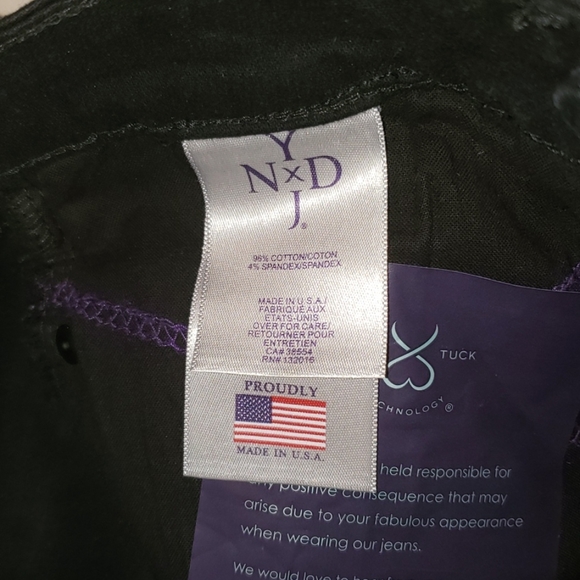 Y
N x D
J®
96% COTTON/COTON
4% SPANDEX/SPANDEX
MADE IN U.S.A./
FABRIQUÉ AUX
ETATS-UNIS
OVER FOR CARE/
RETOURNER POUR
ENTRETIEN
CA# 38554
RN# 132016
PROUDLY
MADE IN U.S.A.
TUCK
CHNOLOGY®
held responsible for
any positive consequence that may
arise due to your fabulous appearance
when wearing our jeans.
We would love to